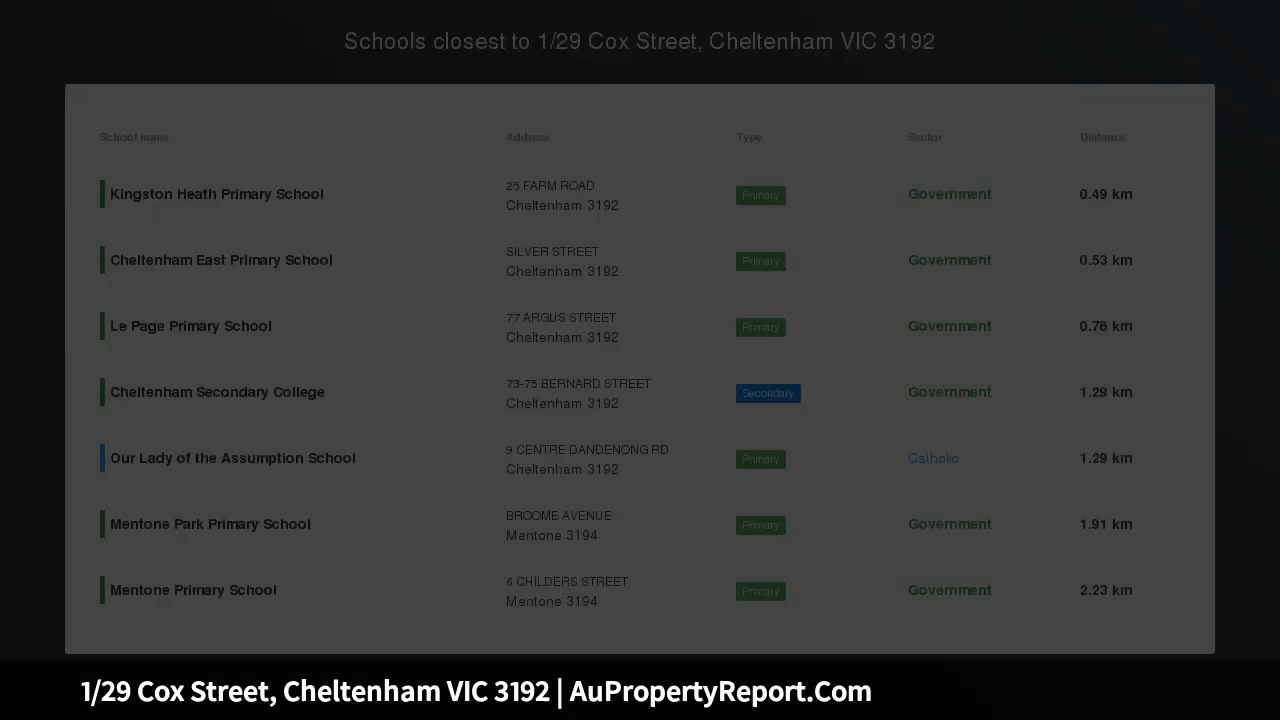 Schools closest to 1/29 Cox Street, Cheltenham VIC 3192
School name Address Type Sector Distance
Kingston Heath Primary School 25 FARM ROAD Cheltenham 3192 Primary Government 0.49 km
Cheltenham East Primary School SILVER STREET Cheltenham 3192 Primary Government 0.53 km
Le Page Primary School 77 ARGUS STREET Cheltenham 3192 Primary Government 0.76 km
Cheltenham Secondary College 73-75 BERNARD STREET Cheltenham 3192 Secondary Government 1.29 km
Our Lady of the Assumption School 9 CENTRE DANDENONG RD Cheltenham 3192 Primary Catholic 1.29 km
Mentone Park Primary School BROOME AVENUE Mentone 3194 Primary Government 1.91 km
Mentone Primary School 6 CHILDERS STREET Mentone 3194 Primary Government 2.23 km
1/29 Cox Street, Cheltenham VIC 3192 | AuPropertyReport.Com